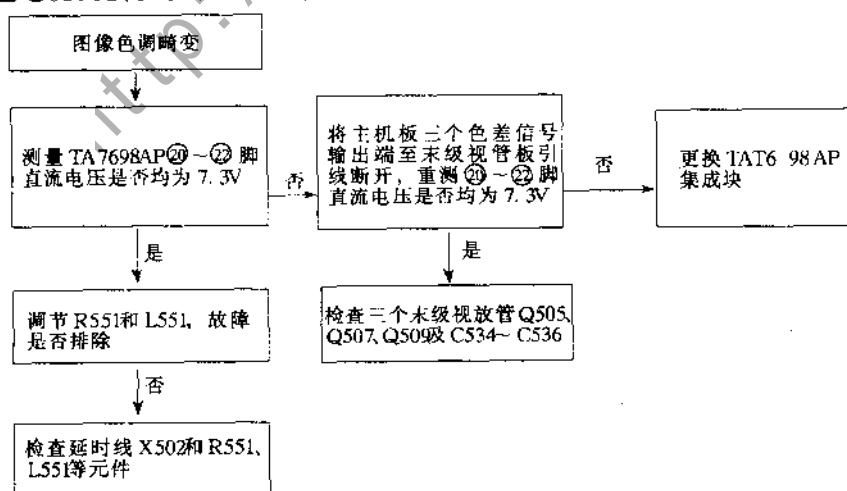 图像色调畸变
测量TA7698AP⑳~㉒脚
直流电压是否均为7.3V
否
将主机板三个色差信号
输出端至末级视管板引
线断开，重测⑳~㉒脚
直流电压是否均为7.3V
否
更换TAT6 98AP
集成块
是
是
调节R551和L551，故障
是否排除
检查三个末级视放管Q505、
Q507、Q509及C534~C536
否
检查延时线X502和R551、
L551等元件